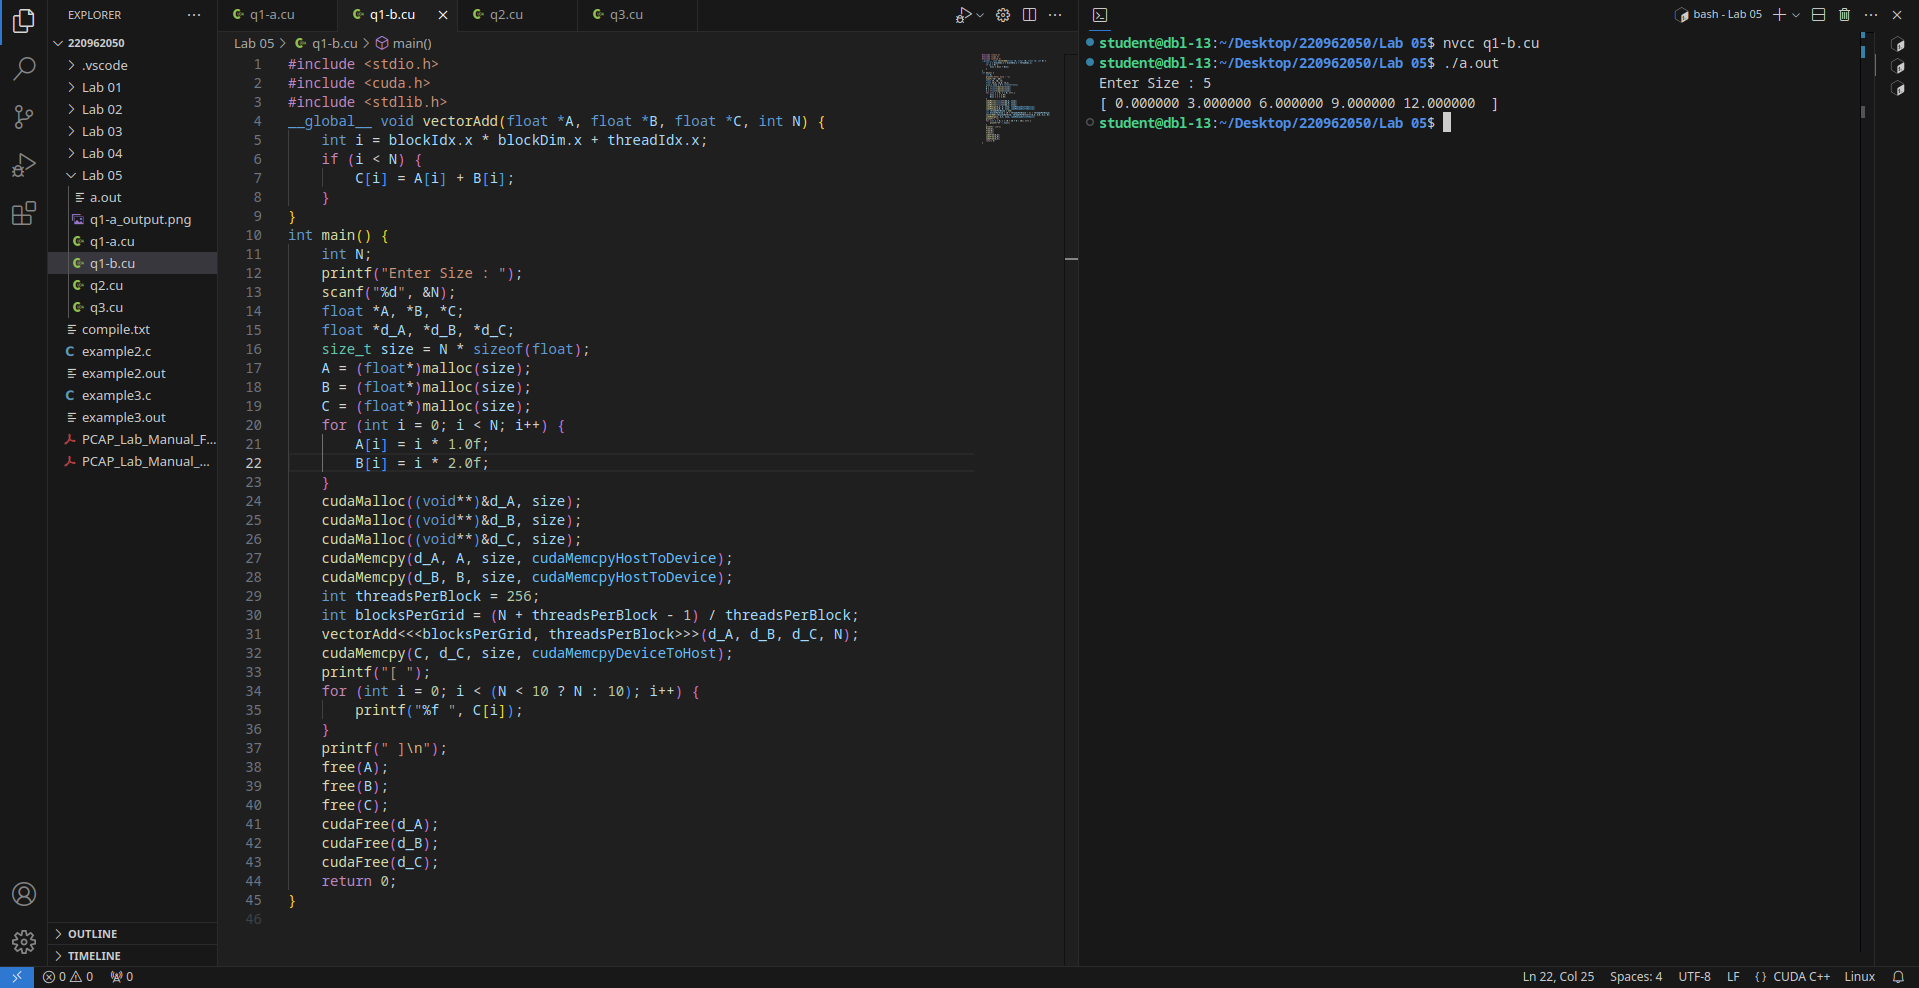 EXPLORER
220962050
.vscode
Lab 01
Lab 02
Lab 03
Lab 04
Lab 05
a.out
q1-a_output.png
q1-a.cu
q1-b.cu
q2.cu
q3.cu
compile.txt
example2.c
example2.out
example3.c
example3.out
PCAP_Lab_Manual_F...
PCAP_Lab_Manual_...
OUTLINE
TIMELINE
q1-a.cu
q1-b.cu
q2.cu
q3.cu
Lab 05 > q1-b.cu > main()
1 #include <stdio.h>
2 #include <cuda.h>
3 #include <stdlib.h>
4 __global__ void vectorAdd(float *A, float *B, float *C, int N) {
5     int i = blockIdx.x * blockDim.x + threadIdx.x;
6     if (i < N) {
7         C[i] = A[i] + B[i];
8     }
9 }
10 int main() {
11     int N;
12     printf("Enter Size : ");
13     scanf("%d", &N);
14     float *A, *B, *C;
15     float *d_A, *d_B, *d_C;
16     size_t size = N * sizeof(float);
17     A = (float*)malloc(size);
18     B = (float*)malloc(size);
19     C = (float*)malloc(size);
20     for (int i = 0; i < N; i++) {
21         A[i] = i * 1.0f;
22         B[i] = i * 2.0f;
23     }
24     cudaMalloc((void**)&d_A, size);
25     cudaMalloc((void**)&d_B, size);
26     cudaMalloc((void**)&d_C, size);
27     cudaMemcpy(d_A, A, size, cudaMemcpyHostToDevice);
28     cudaMemcpy(d_B, B, size, cudaMemcpyHostToDevice);
29     int threadsPerBlock = 256;
30     int blocksPerGrid = (N + threadsPerBlock - 1) / threadsPerBlock;
31     vectorAdd<<<blocksPerGrid, threadsPerBlock>>>(d_A, d_B, d_C, N);
32     cudaMemcpy(C, d_C, size, cudaMemcpyDeviceToHost);
33     printf("[ ");
34     for (int i = 0; i < (N < 10 ? N : 10); i++) {
35         printf("%f ", C[i]);
36     }
37     printf(" ]\n");
38     free(A);
39     free(B);
40     free(C);
41     cudaFree(d_A);
42     cudaFree(d_B);
43     cudaFree(d_C);
44     return 0;
45 }
46
bash - Lab 05
student@dbl-13:~/Desktop/220962050/Lab 05$ nvcc q1-b.cu
student@dbl-13:~/Desktop/220962050/Lab 05$ ./a.out
Enter Size : 5
[ 0.000000 3.000000 6.000000 9.000000 12.000000  ]
student@dbl-13:~/Desktop/220962050/Lab 05$
0 0 0
Ln 22, Col 25 Spaces: 4 UTF-8 LF {} CUDA C++ Linux